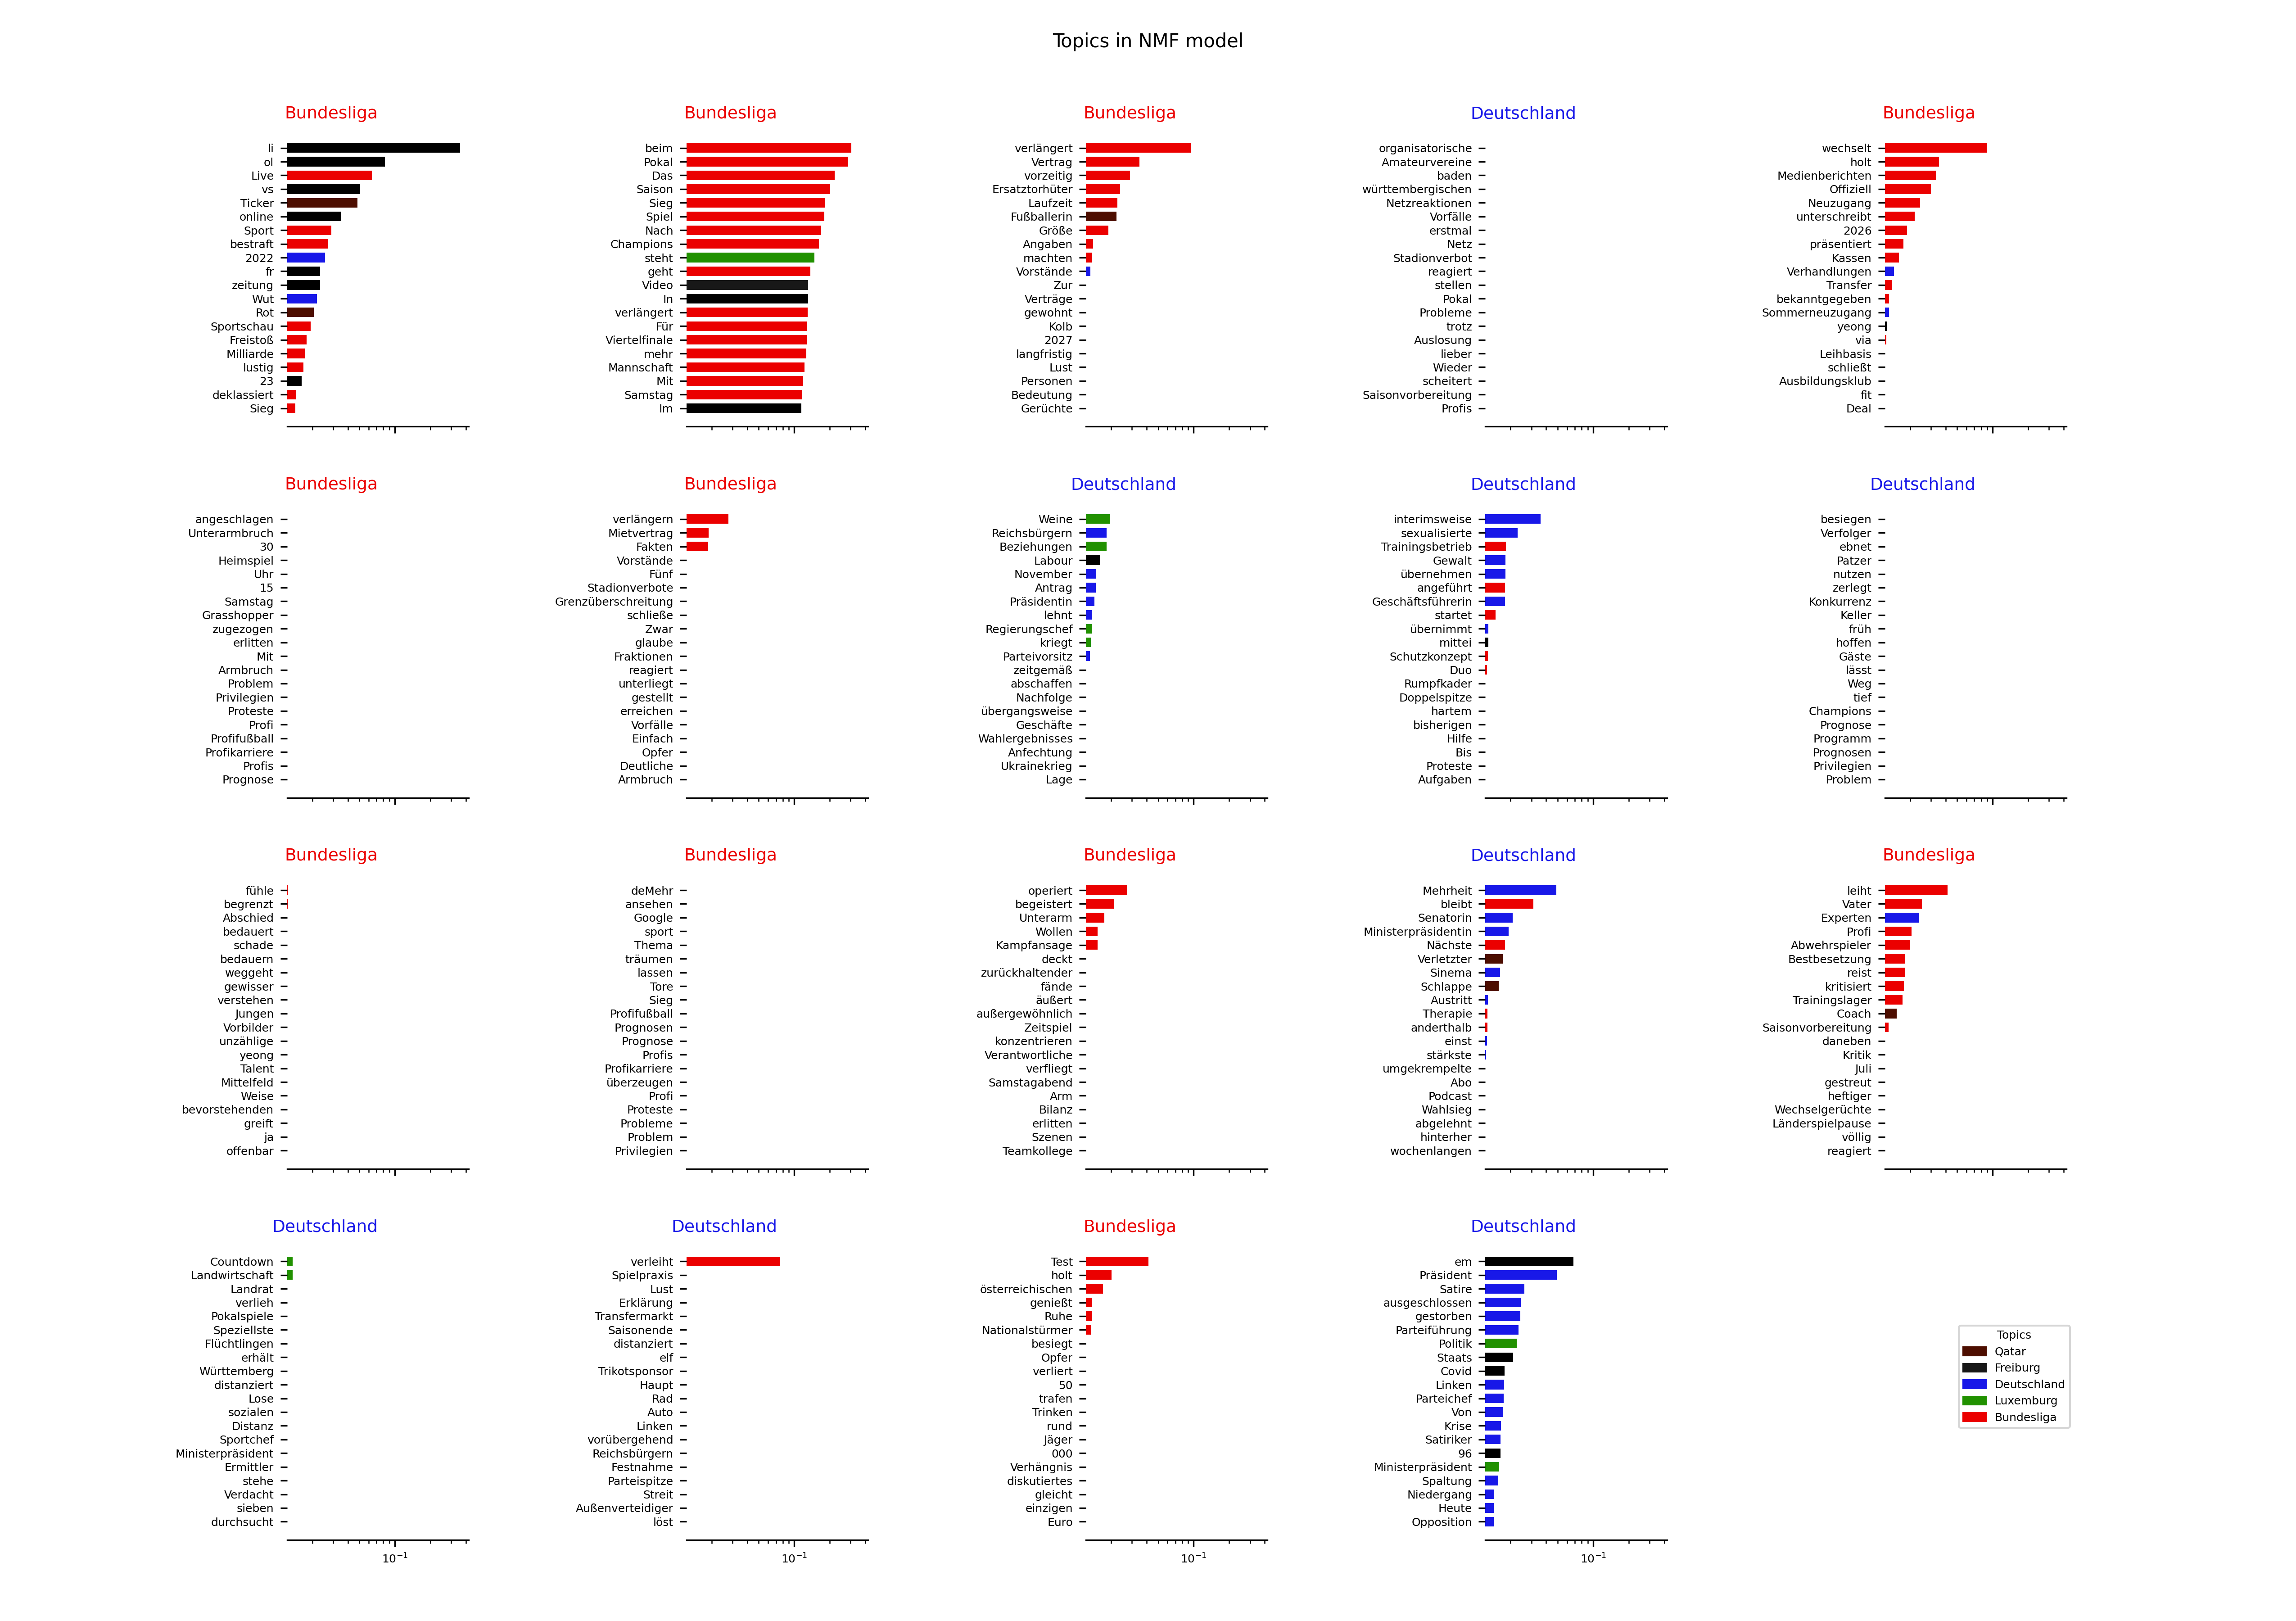 Topics in NMF model
Bundesliga
li
ol
Live
vs
Ticker
online
Sport
bestraft
2022
fr
zeitung
Wut
Rot
Sportschau
Freistoß
Milliarde
lustig
23
deklassiert
Sieg
Bundesliga
beim
Pokal
Das
Saison
Sieg
Spiel
Nach
Champions
steht
geht
Video
In
verlängert
Für
Viertelfinale
mehr
Mannschaft
Mit
Samstag
Im
Bundesliga
verlängert
Vertrag
vorzeitig
Ersatztorhüter
Laufzeit
Fußballerin
Größe
Angaben
machten
Vorstände
Zur
Verträge
gewohnt
Kolb
2027
langfristig
Lust
Personen
Bedeutung
Gerüchte
Deutschland
organisatorische
Amateurvereine
baden
württembergischen
Netzreaktionen
Vorfälle
erstmal
Netz
Stadionverbot
reagiert
stellen
Pokal
Probleme
trotz
Auslosung
lieber
Wieder
scheitert
Saisonvorbereitung
Profis
Bundesliga
wechselt
holt
Medienberichten
Offiziell
Neuzugang
unterschreibt
2026
präsentiert
Kassen
Verhandlungen
Transfer
bekanntgegeben
Sommerneuzugang
yeong
via
Leihbasis
schließt
Ausbildungsklub
fit
Deal
Bundesliga
angeschlagen
Unterarmbruch
30
Heimspiel
Uhr
15
Samstag
Grasshopper
zugezogen
erlitten
Mit
Armbruch
Problem
Privilegien
Proteste
Profi
Profifußball
Profikarriere
Profis
Prognose
Bundesliga
verlängern
Mietvertrag
Fakten
Vorstände
Fünf
Stadionverbote
Grenzüberschreitung
schließe
Zwar
glaube
Fraktionen
reagiert
unterliegt
gestellt
erreichen
Vorfälle
Einfach
Opfer
Deutliche
Armbruch
Deutschland
Weine
Reichsbürgern
Beziehungen
Labour
November
Antrag
Präsidentin
lehnt
Regierungschef
kriegt
Parteivorsitz
zeitgemäß
abschaffen
Nachfolge
übergangsweise
Geschäfte
Wahlergebnisses
Anfechtung
Ukrainekrieg
Lage
Deutschland
interimsweise
sexualisierte
Trainingsbetrieb
Gewalt
übernehmen
angeführt
Geschäftsführerin
startet
übernimmt
mittei
Schutzkonzept
Duo
Rumpfkader
Doppelspitze
hartem
bisherigen
Hilfe
Bis
Proteste
Aufgaben
Deutschland
besiegen
Verfolger
ebnet
Patzer
nutzen
zerlegt
Konkurrenz
Keller
früh
hoffen
Gäste
lässt
Weg
tief
Champions
Prognose
Programm
Prognosen
Privilegien
Problem
Bundesliga
fühle
begrenzt
Abschied
bedauert
schade
bedauern
weggeht
gewisser
verstehen
Jungen
Vorbilder
unzählige
yeong
Talent
Mittelfeld
Weise
bevorstehenden
greift
ja
offenbar
Bundesliga
deMehr
ansehen
Google
sport
Thema
träumen
lassen
Tore
Sieg
Profifußball
Prognosen
Prognose
Profis
Profikarriere
überzeugen
Profi
Proteste
Probleme
Problem
Privilegien
Bundesliga
operiert
begeistert
Unterarm
Wollen
Kampfansage
deckt
zurückhaltender
fände
äußert
außergewöhnlich
Zeitspiel
konzentrieren
Verantwortliche
verfliegt
Samstagabend
Arm
Bilanz
erlitten
Szenen
Teamkollege
Deutschland
Mehrheit
bleibt
Senatorin
Ministerpräsidentin
Nächste
Verletzter
Sinema
Schlappe
Austritt
Therapie
anderthalb
einst
stärkste
umgekrempelte
Abo
Podcast
Wahlsieg
abgelehnt
hinterher
wochenlangen
Bundesliga
leiht
Vater
Experten
Profi
Abwehrspieler
Bestbesetzung
reist
kritisiert
Trainingslager
Coach
Saisonvorbereitung
daneben
Kritik
Juli
gestreut
heftiger
Wechselgerüchte
Länderspielpause
völlig
reagiert
Deutschland
Countdown
Landwirtschaft
Landrat
verlieh
Pokalspiele
Speziellste
Flüchtlingen
erhält
Württemberg
distanziert
Lose
sozialen
Distanz
Sportchef
Ministerpräsident
Ermittler
stehe
Verdacht
sieben
durchsucht
10⁻¹
Deutschland
verleiht
Spielpraxis
Lust
Erklärung
Transfermarkt
Saisonende
distanziert
elf
Trikotsponsor
Haupt
Rad
Auto
Linken
vorübergehend
Reichsbürgern
Festnahme
Parteispitze
Streit
Außenverteidiger
löst
10⁻¹
Bundesliga
Test
holt
österreichischen
genießt
Ruhe
Nationalstürmer
besiegt
Opfer
verliert
50
trafen
Trinken
rund
Jäger
000
Verhängnis
diskutiertes
gleicht
einzigen
Euro
10⁻¹
Deutschland
em
Präsident
Satire
ausgeschlossen
gestorben
Parteiführung
Politik
Staats
Covid
Linken
Parteichef
Von
Krise
Satiriker
96
Ministerpräsident
Spaltung
Niedergang
Heute
Opposition
10⁻¹
Topics
Qatar
Freiburg
Deutschland
Luxemburg
Bundesliga